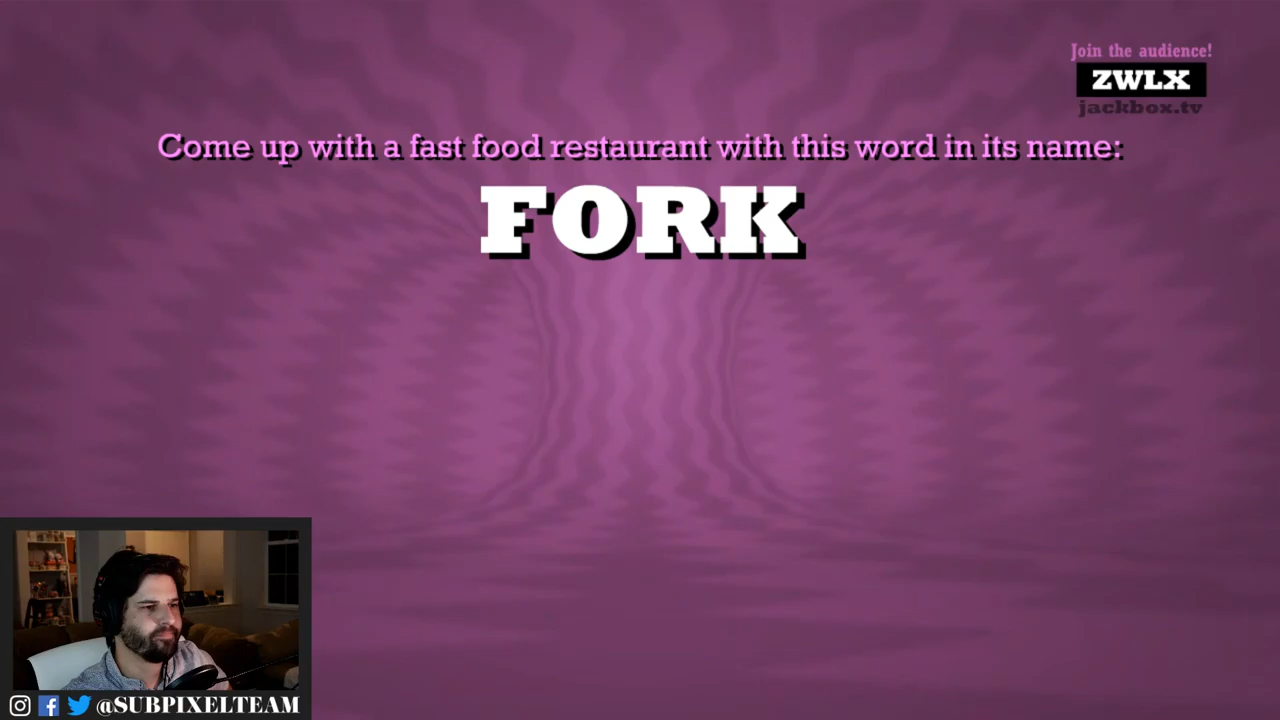 Join the audience!
ZWLX
jackbox.tv
Come up with a fast food restaurant with this word in its name:
FORK
@SUBPIXELTEAM